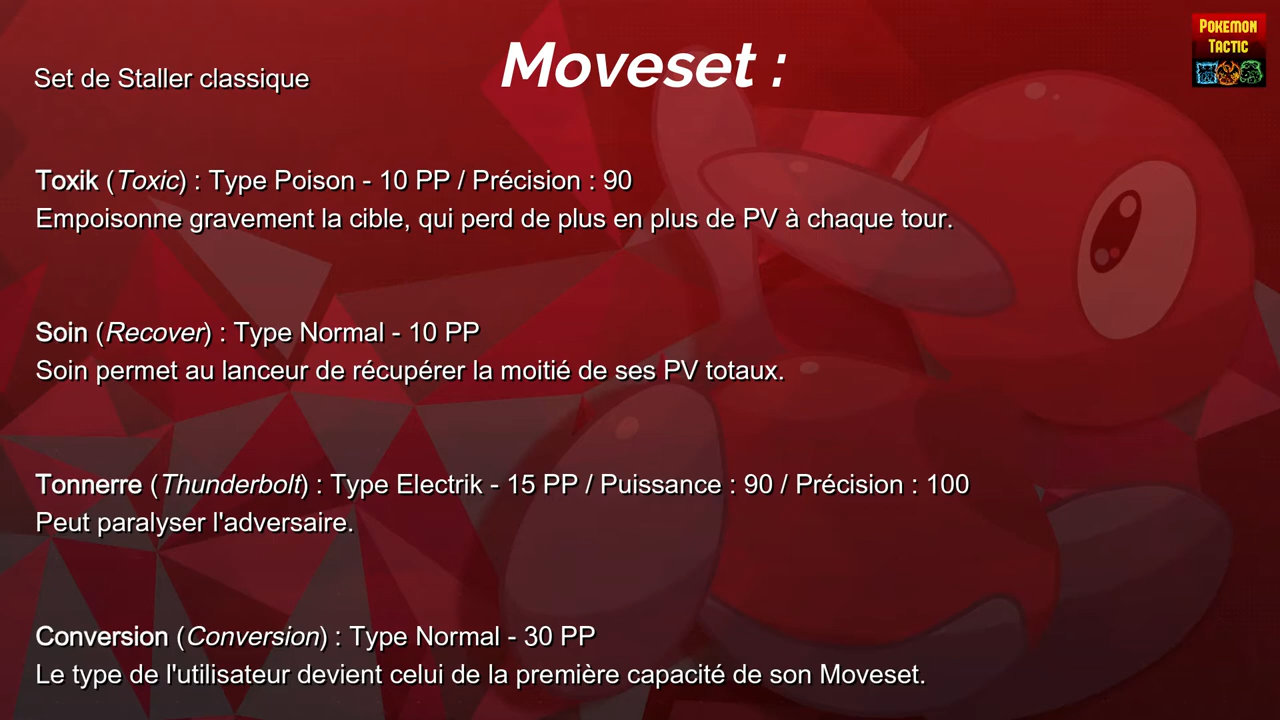 Moveset :
POKEMON
TACTIC
Set de Staller classique
Toxik (Toxic) : Type Poison - 10 PP / Précision : 90
Empoisonne gravement la cible, qui perd de plus en plus de PV à chaque tour.
Soin (Recover) : Type Normal - 10 PP
Soin permet au lanceur de récupérer la moitié de ses PV totaux.
Tonnerre (Thunderbolt) : Type Electrik - 15 PP / Puissance : 90 / Précision : 100
Peut paralyser l'adversaire.
Conversion (Conversion) : Type Normal - 30 PP
Le type de l'utilisateur devient celui de la première capacité de son Moveset.